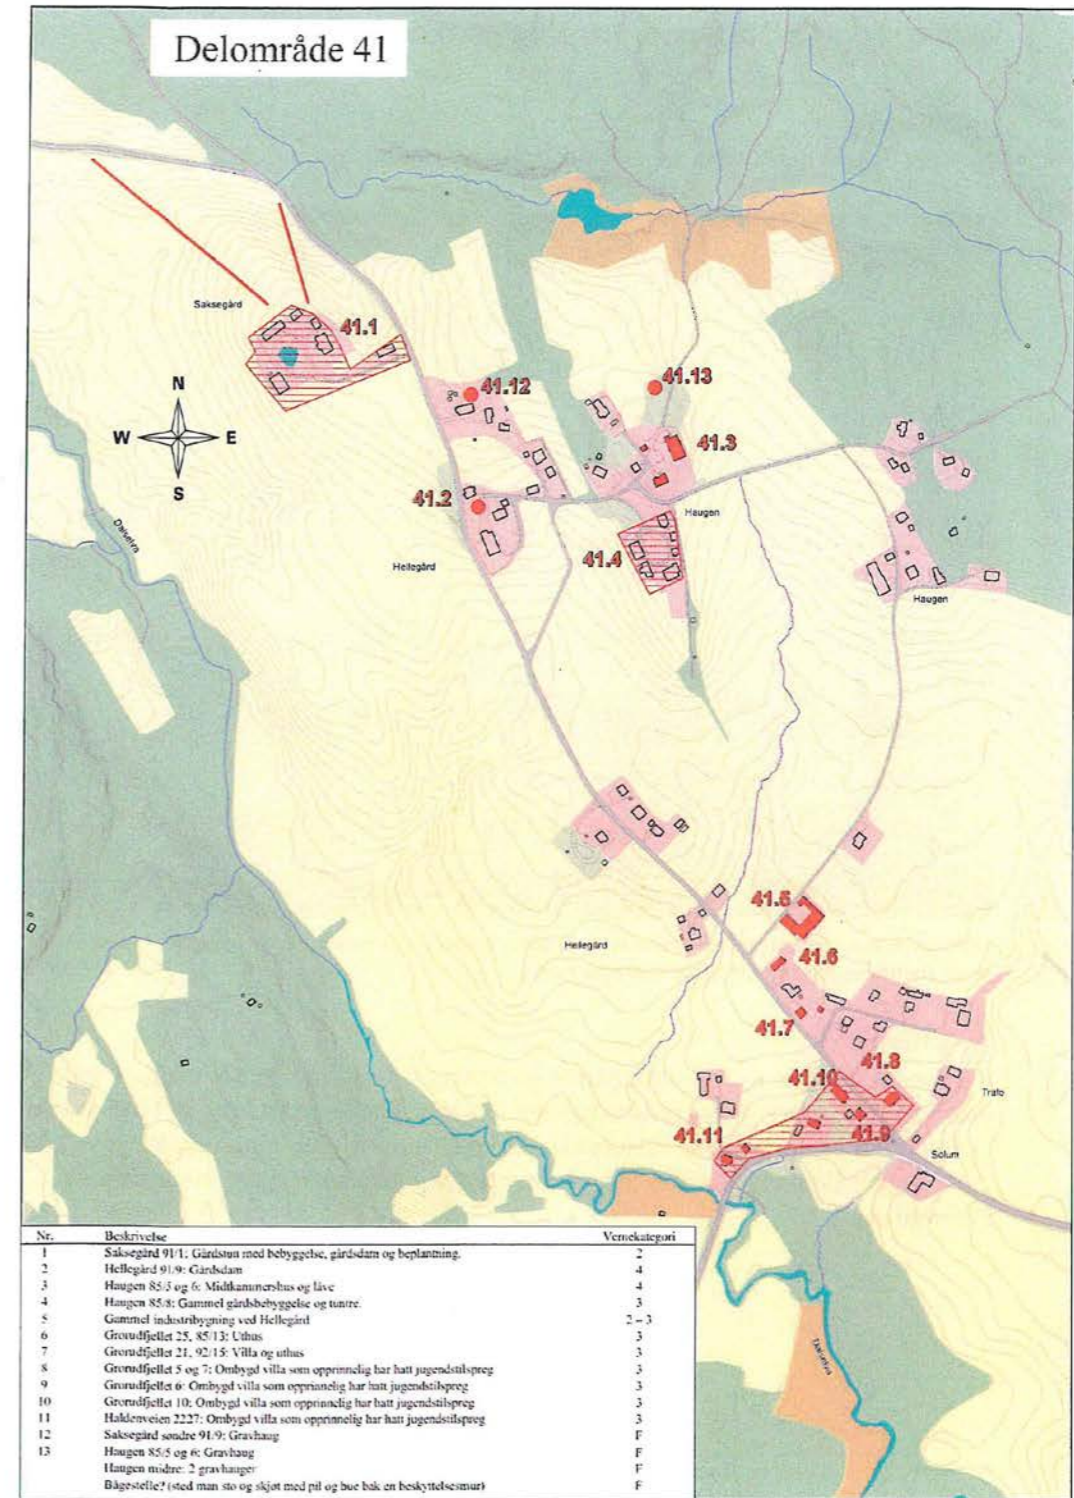 Delområde 41
Saksegård
41.1
N
W E
S
41.12
41.13
41.3
41.2
Haugen
41.4
Hellegård
Dalselva
Haugen
41.5
Hellegård
41.6
41.7
41.8
41.10
Trafo
41.11
41.9
Solum
Dalselva
Nr. Beskrivelse Vernekategori
1 Saksegård 91/1: Gårdstun med bebyggelse, gårdsdam og beplantning. 2
2 Hellegård 91/9: Gårdsdam 4
3 Haugen 85/5 og 6: Midtkammershus og låve 4
4 Haugen 85/8: Gammel gårdsbebyggelse og tuntre. 3
5 Gammel industribygning ved Hellegård 2 – 3
6 Grorudfjellet 25, 85/13: Uthus 3
7 Grorudfjellet 21, 92/15: Villa og uthus 3
8 Grorudfjellet 5 og 7: Ombygd villa som opprinnelig har hatt jugendstilspreg 3
9 Grorudfjellet 6: Ombygd villa som opprinnelig har hatt jugendstilspreg 3
10 Grorudfjellet 10: Ombygd villa som opprinnelig har hatt jugendstilspreg 3
11 Haldenveien 2227: Ombygd villa som opprinnelig har hatt jugendstilspreg 3
12 Saksegård søndre 91/9: Gravhaug F
13 Haugen 85/5 og 6: Gravhaug F
Haugen midtre: 2 gravhauger F
Bågestelle? (sted man sto og skjøt med pil og bue bak en beskyttelsesmur) F